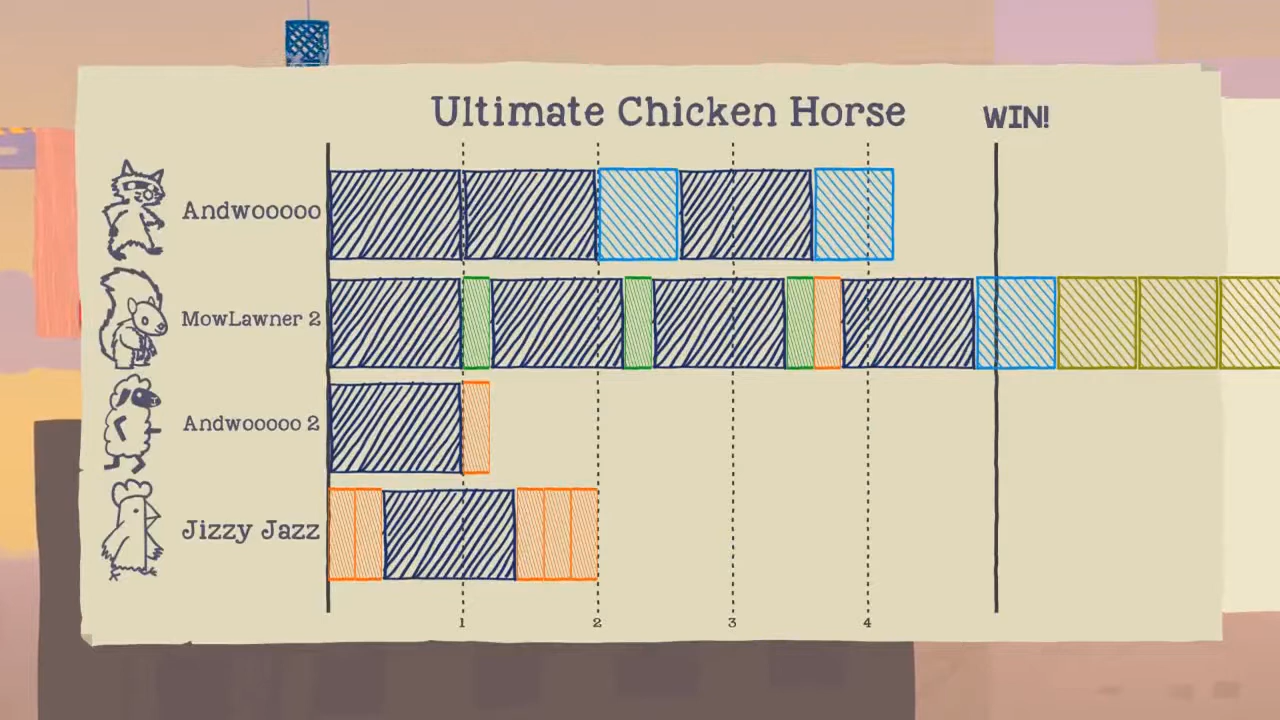 Ultimate Chicken Horse
WIN!
Andwooooo
MowLawner 2
Andwooooo 2
Jizzy Jazz
1 2 3 4